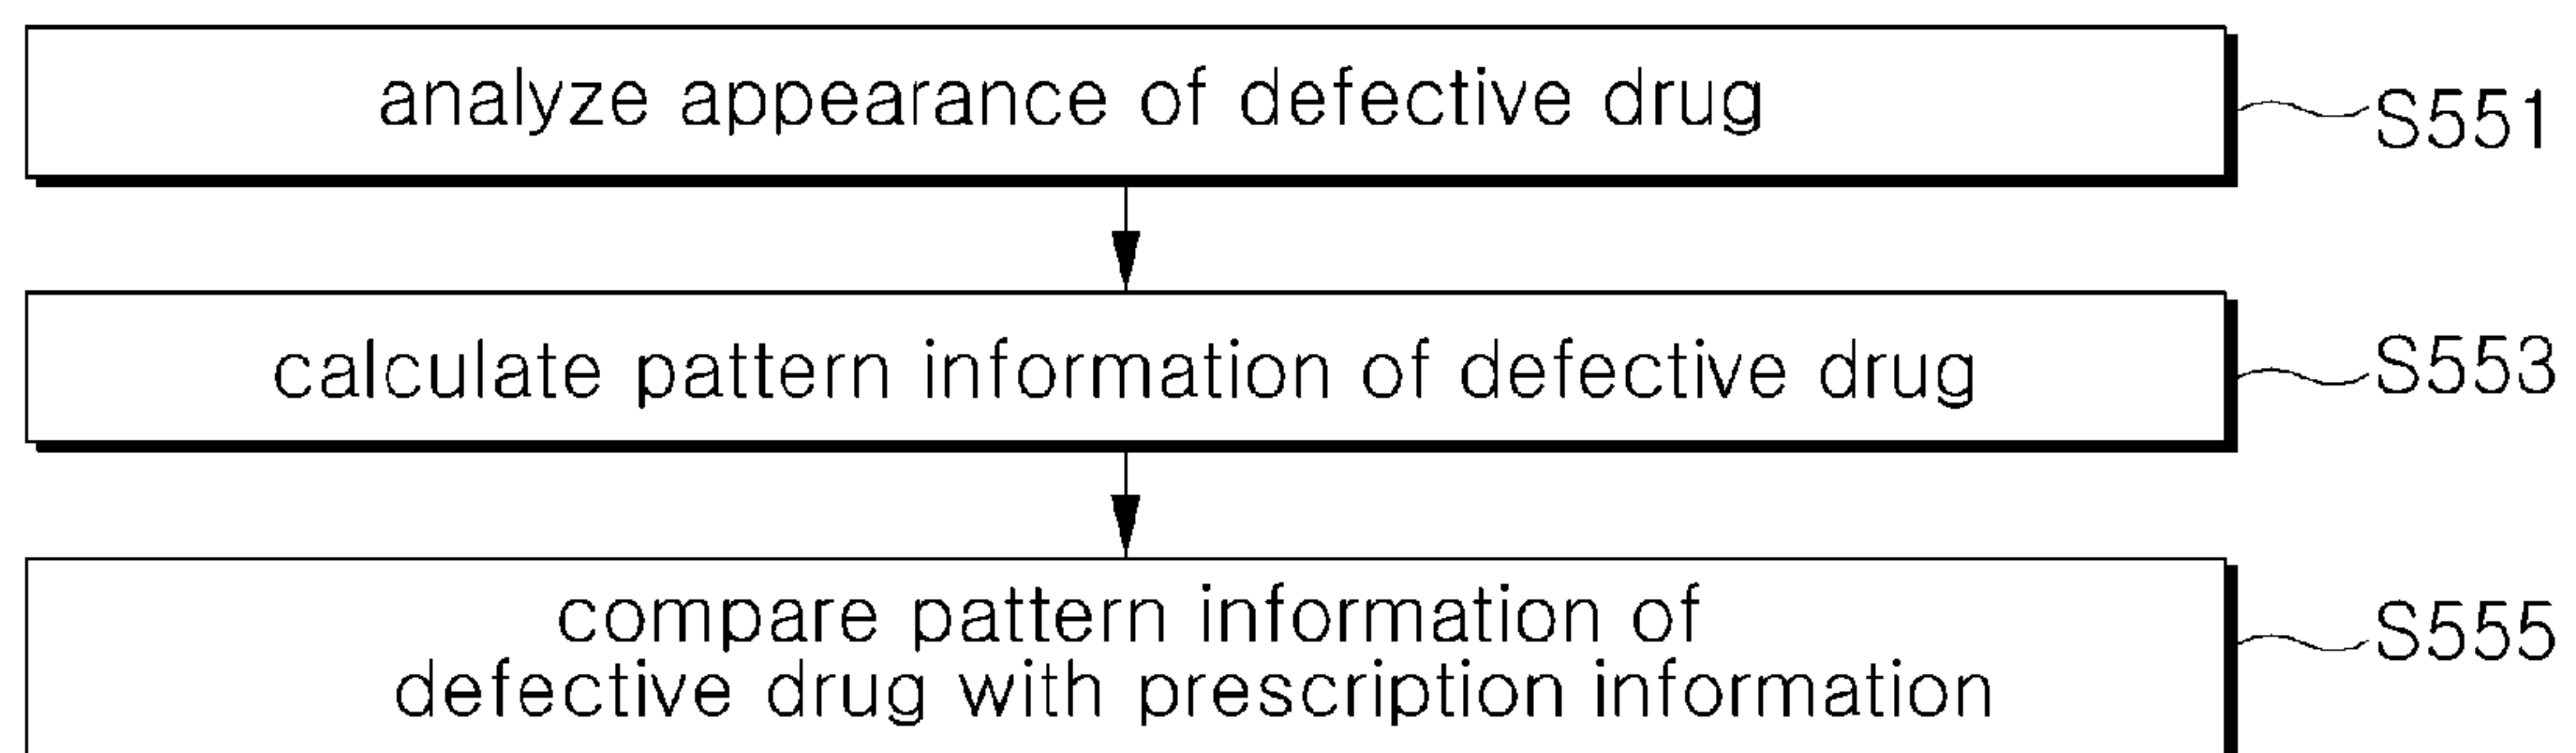 analyze appearance of defective drug
S551
calculate pattern information of defective drug
S553
compare pattern information of
defective drug with prescription information
S555